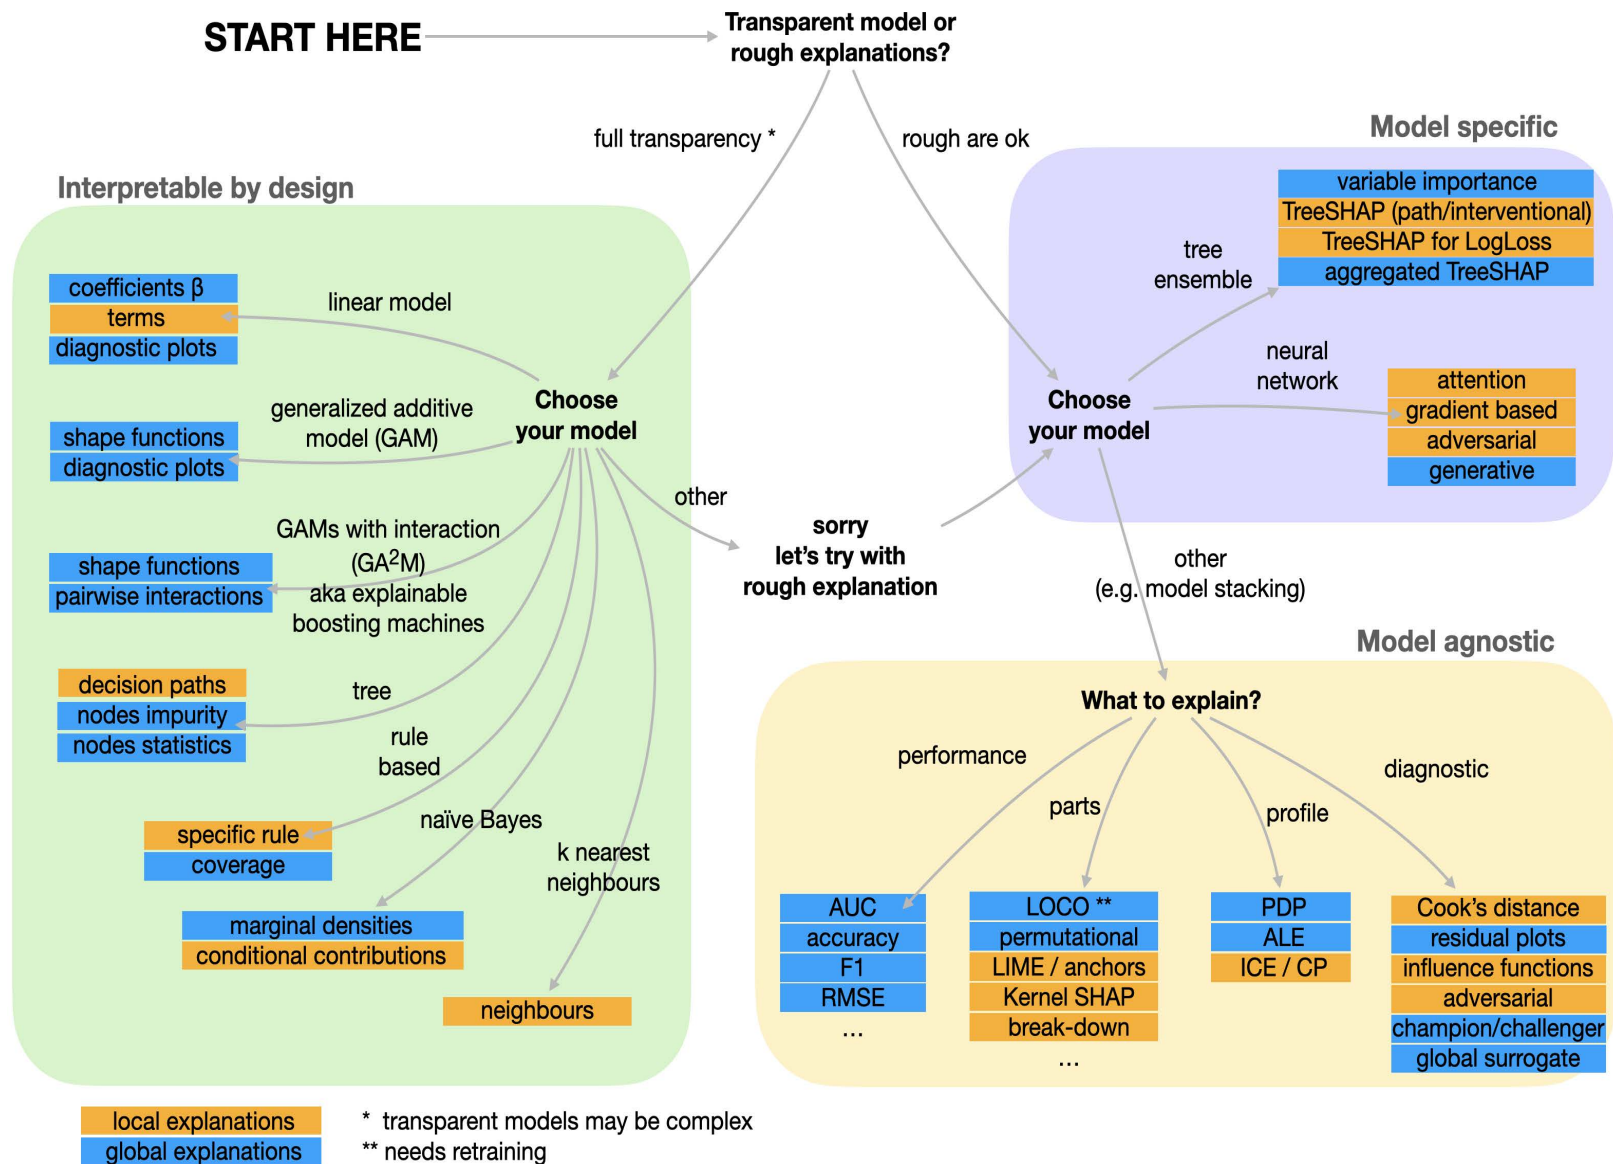 START HERE
Transparent model or
rough explanations?
full transparency *
rough are ok
Interpretable by design
coefficients β
terms
diagnostic plots
linear model
shape functions
diagnostic plots
generalized additive
model (GAM)
Choose
your model
shape functions
pairwise interactions
GAMs with interaction
(GA²M)
aka explainable
boosting machines
decision paths
nodes impurity
nodes statistics
tree
rule
based
specific rule
coverage
naïve Bayes
marginal densities
conditional contributions
k nearest
neighbours
neighbours
other
sorry
let's try with
rough explanation
Model specific
Choose
your model
tree
ensemble
variable importance
TreeSHAP (path/interventional)
TreeSHAP for LogLoss
aggregated TreeSHAP
neural
network
attention
gradient based
adversarial
generative
other
(e.g. model stacking)
Model agnostic
What to explain?
performance
AUC
accuracy
F1
RMSE
...
parts
LOCO **
permutational
LIME / anchors
Kernel SHAP
break-down
...
profile
PDP
ALE
ICE / CP
diagnostic
Cook's distance
residual plots
influence functions
adversarial
champion/challenger
global surrogate
local explanations
global explanations
* transparent models may be complex
** needs retraining